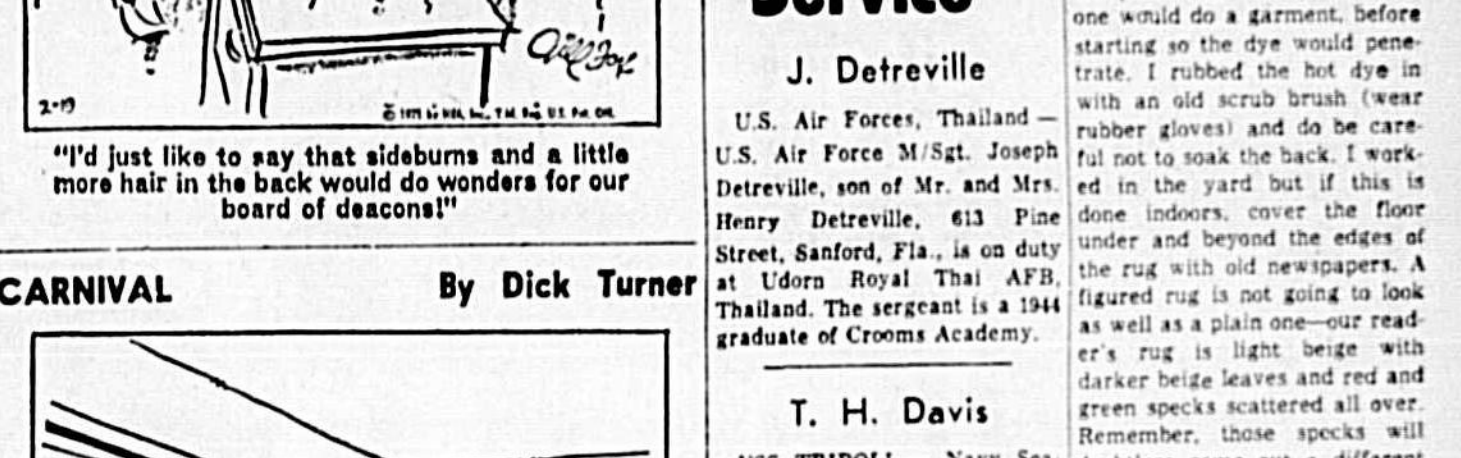 2-19
"I'd just like to say that sideburns and a little
more hair in the back would do wonders for our
board of deacons!"
CARNIVAL By Dick Turner
Service
J. Detreville
U.S. Air Forces, Thailand —
U.S. Air Force M/Sgt. Joseph
Detreville, son of Mr. and Mrs.
Henry Detreville, 613 Pine
Street, Sanford, Fla., is on duty
at Udorn Royal Thai AFB,
Thailand. The sergeant is a 1944
graduate of Crooms Academy.
T. H. Davis
one would do a garment, before
starting so the dye would pene-
trate. I rubbed the hot dye in
with an old scrub brush (wear
rubber gloves) and do be care-
ful not to soak the back. I work-
ed in the yard but if this is
done indoors, cover the floor
under and beyond the edges of
the rug with old newspapers. A
figured rug is not going to look
as well as a plain one—our read-
er's rug is light beige with
darker beige leaves and red and
green specks scattered all over.
Remember, those specks will